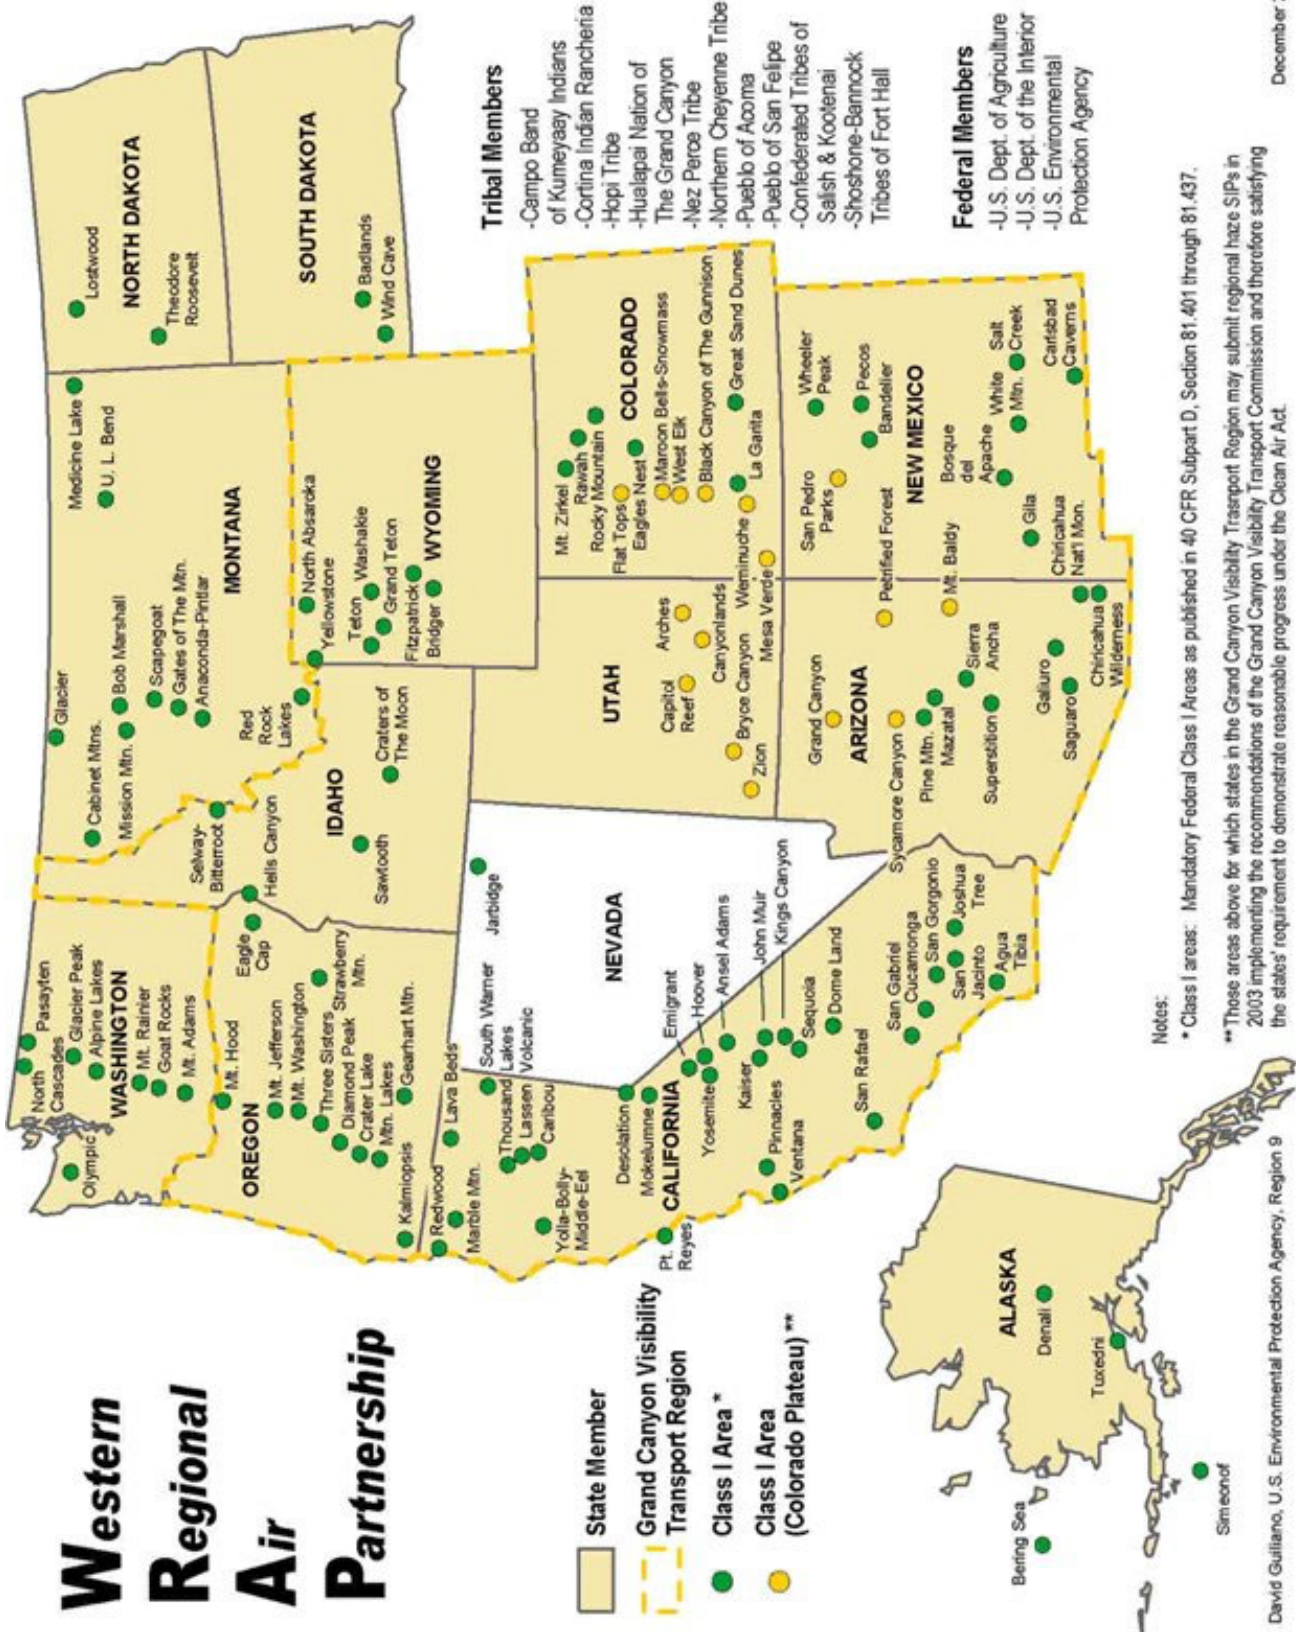 Western
Regional
Air
Partnership
State Member
Grand Canyon Visibility
Transport Region
Class I Area *
Class I Area
(Colorado Plateau) **
North
Cascades
Pasayten
Glacier Peak
Alpine Lakes
Olympic
WASHINGTON
Mt. Rainier
Goat Rocks
Mt. Adams
Mt. Hood
OREGON
Mt. Jefferson
Mt. Washington
Three Sisters
Diamond Peak
Crater Lake
Mtn. Lakes
Gearhart Mtn.
Kalmiopsis
Strawberry
Mtn.
Eagle
Cap
Hells Canyon
Selway-
Bitterroot
IDAHO
Sawtooth
Craters of
The Moon
Glacier
Cabinet Mtns.
Mission Mtn.
Bob Marshall
Scapegoat
Gates of The Mtn.
Anaconda-Pintlar
Red
Rock
Lakes
MONTANA
Medicine Lake
U. L. Bend
Lostwood
NORTH DAKOTA
Theodore
Roosevelt
SOUTH DAKOTA
Badlands
Wind Cave
Yellowstone
North Absaroka
Teton
Washakie
Grand Teton
Fitzpatrick
Bridger
WYOMING
Redwood
Marble Mtn.
Lava Beds
South Warner
Thousand
Lakes
Lassen
Volcanic
Caribou
Yolla-Bolly-
Middle-Eel
Desolation
Mokelumne
CALIFORNIA
Pt.
Reyes
Emigrant
Hoover
Yosemite
Ansel Adams
Kaiser
John Muir
Kings Canyon
Pinnacles
Ventana
Sequoia
Dome Land
San Rafael
San Gabriel
Cucamonga
San Gorgonio
San
Jacinto
Joshua
Tree
Agua
Tibia
Jarbidge
NEVADA
UTAH
Arches
Canyonlands
Capitol
Reef
Bryce Canyon
Zion
Mt. Zirkel
Rawah
Rocky Mountain
Flat Tops
Eagles Nest
COLORADO
Maroon Bells-Snowmass
West Elk
Black Canyon of The Gunnison
Great Sand Dunes
La Garita
Weminuche
Mesa Verde
Grand Canyon
ARIZONA
Sycamore Canyon
Petrified Forest
Mt. Baldy
Pine Mtn.
Mazatal
Sierra
Ancha
Superstition
Galiuro
Saguaro
Chiricahua
Nat'l Mon.
Chiricahua
Wilderness
San Pedro
Parks
Wheeler
Peak
Pecos
Bandelier
NEW MEXICO
Bosque
del
Apache
White
Mtn.
Salt
Creek
Carlsbad
Caverns
Gila
ALASKA
Denali
Tuxedni
Bering Sea
Simeonof
Tribal Members
-Campo Band
of Kumeyaay Indians
-Cortina Indian Rancheria
-Hopi Tribe
-Hualapai Nation of
The Grand Canyon
-Nez Perce Tribe
-Northern Cheyenne Tribe
-Pueblo of Acoma
-Pueblo of San Felipe
-Confederated Tribes of
Salish & Kootenai
-Shoshone-Bannock
Tribes of Fort Hall
Federal Members
-U.S. Dept. of Agriculture
-U.S. Dept. of the Interior
-U.S. Environmental
Protection Agency
Notes:
* Class I areas: Mandatory Federal Class I Areas as published in 40 CFR Subpart D, Section 81.401 through 81.437.
** Those areas above for which states in the Grand Canyon Visibility Trasnport Region may submit regional haze SIPs in
2003 implementing the recommendations of the Grand Canyon Visibility Transport Commission and therefore satisfying
the states' requirement to demonstrate reasonable progress under the Clean Air Act.
David Guiliano, U.S. Environmental Protection Agency, Region 9
December